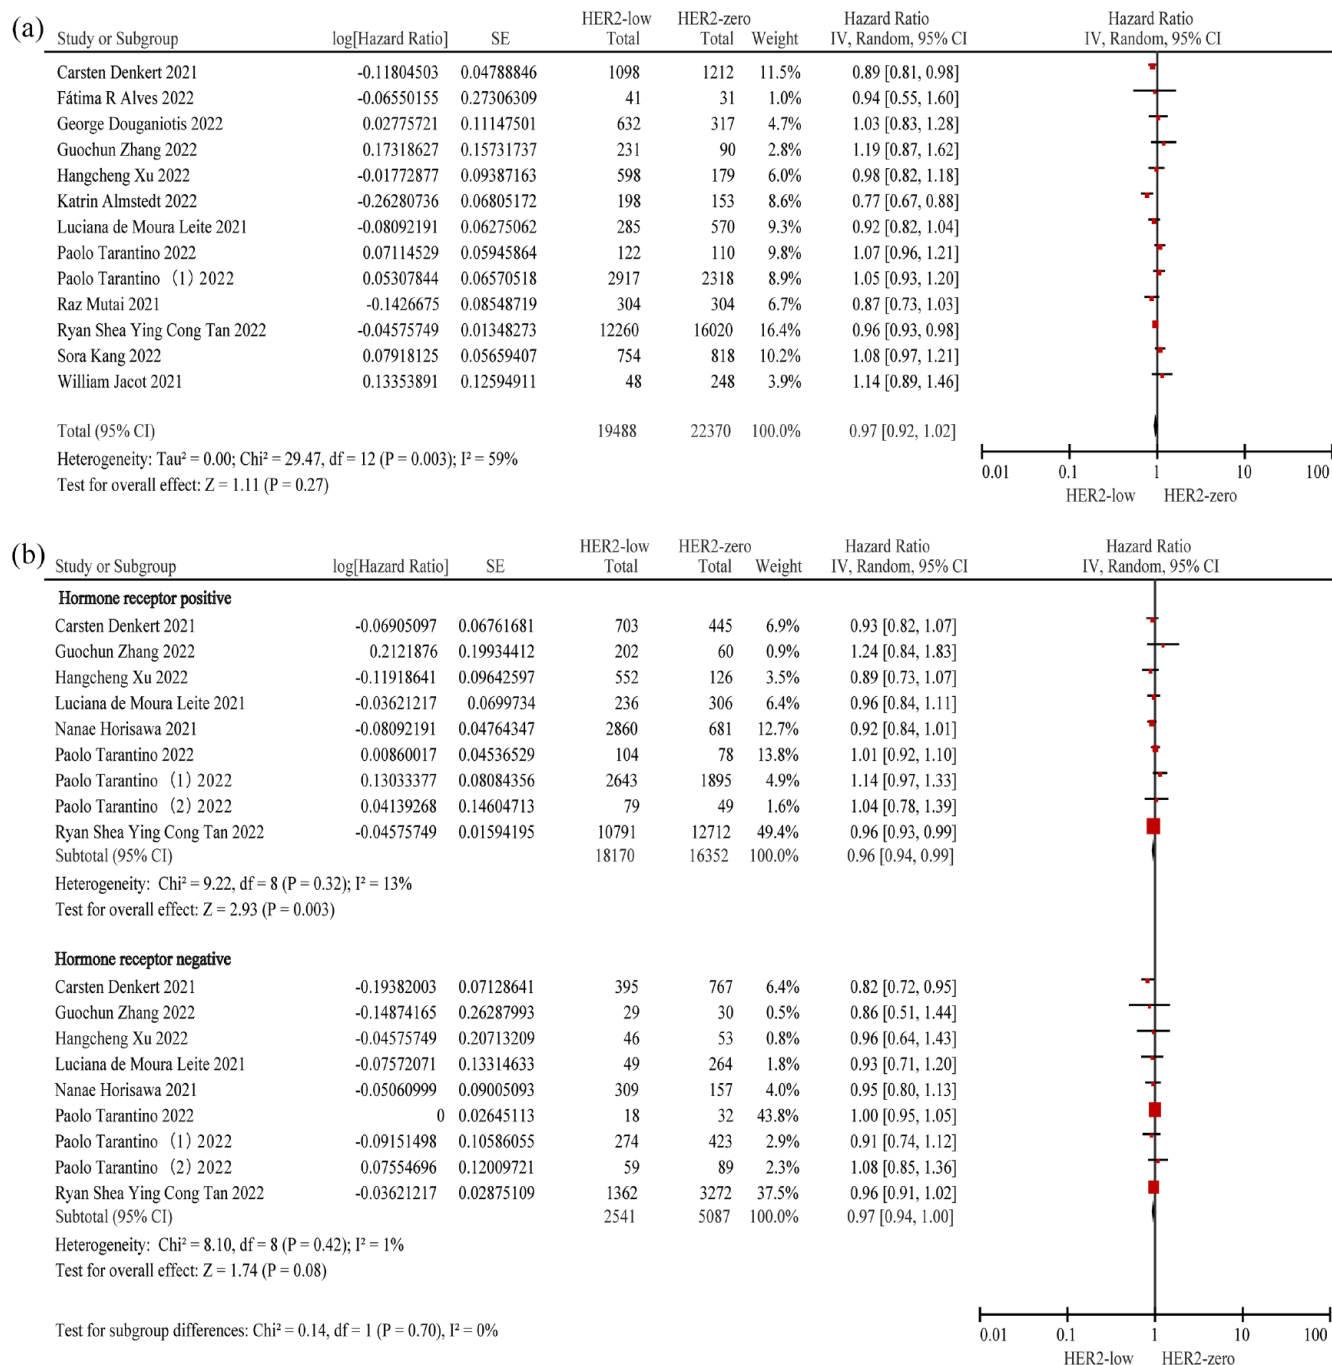 (a)
HER2-low HER2-zero Hazard Ratio Hazard Ratio
Study or Subgroup log[Hazard Ratio] SE Total Total Weight IV, Random, 95% CI IV, Random, 95% CI
Carsten Denkert 2021 -0.11804503 0.04788846 1098 1212 11.5% 0.89 [0.81, 0.98]
Fátima R Alves 2022 -0.06550155 0.27306309 41 31 1.0% 0.94 [0.55, 1.60]
George Douganiotis 2022 0.02775721 0.11147501 632 317 4.7% 1.03 [0.83, 1.28]
Guochun Zhang 2022 0.17318627 0.15731737 231 90 2.8% 1.19 [0.87, 1.62]
Hangcheng Xu 2022 -0.01772877 0.09387163 598 179 6.0% 0.98 [0.82, 1.18]
Katrin Almstedt 2022 -0.26280736 0.06805172 198 153 8.6% 0.77 [0.67, 0.88]
Luciana de Moura Leite 2021 -0.08092191 0.06275062 285 570 9.3% 0.92 [0.82, 1.04]
Paolo Tarantino 2022 0.07114529 0.05945864 122 110 9.8% 1.07 [0.96, 1.21]
Paolo Tarantino （1）2022 0.05307844 0.06570518 2917 2318 8.9% 1.05 [0.93, 1.20]
Raz Mutai 2021 -0.1426675 0.08548719 304 304 6.7% 0.87 [0.73, 1.03]
Ryan Shea Ying Cong Tan 2022 -0.04575749 0.01348273 12260 16020 16.4% 0.96 [0.93, 0.98]
Sora Kang 2022 0.07918125 0.05659407 754 818 10.2% 1.08 [0.97, 1.21]
William Jacot 2021 0.13353891 0.12594911 48 248 3.9% 1.14 [0.89, 1.46]
Total (95% CI) 19488 22370 100.0% 0.97 [0.92, 1.02]
Heterogeneity: Tau² = 0.00; Chi² = 29.47, df = 12 (P = 0.003); I² = 59%
Test for overall effect: Z = 1.11 (P = 0.27)
0.01 0.1 1 10 100
HER2-low HER2-zero
(b)
HER2-low HER2-zero Hazard Ratio Hazard Ratio
Study or Subgroup log[Hazard Ratio] SE Total Total Weight IV, Random, 95% CI IV, Random, 95% CI
Hormone receptor positive
Carsten Denkert 2021 -0.06905097 0.06761681 703 445 6.9% 0.93 [0.82, 1.07]
Guochun Zhang 2022 0.2121876 0.19934412 202 60 0.9% 1.24 [0.84, 1.83]
Hangcheng Xu 2022 -0.11918641 0.09642597 552 126 3.5% 0.89 [0.73, 1.07]
Luciana de Moura Leite 2021 -0.03621217 0.0699734 236 306 6.4% 0.96 [0.84, 1.11]
Nanae Horisawa 2021 -0.08092191 0.04764347 2860 681 12.7% 0.92 [0.84, 1.01]
Paolo Tarantino 2022 0.00860017 0.04536529 104 78 13.8% 1.01 [0.92, 1.10]
Paolo Tarantino （1）2022 0.13033377 0.08084356 2643 1895 4.9% 1.14 [0.97, 1.33]
Paolo Tarantino （2）2022 0.04139268 0.14604713 79 49 1.6% 1.04 [0.78, 1.39]
Ryan Shea Ying Cong Tan 2022 -0.04575749 0.01594195 10791 12712 49.4% 0.96 [0.93, 0.99]
Subtotal (95% CI) 18170 16352 100.0% 0.96 [0.94, 0.99]
Heterogeneity: Chi² = 9.22, df = 8 (P = 0.32); I² = 13%
Test for overall effect: Z = 2.93 (P = 0.003)
Hormone receptor negative
Carsten Denkert 2021 -0.19382003 0.07128641 395 767 6.4% 0.82 [0.72, 0.95]
Guochun Zhang 2022 -0.14874165 0.26287993 29 30 0.5% 0.86 [0.51, 1.44]
Hangcheng Xu 2022 -0.04575749 0.20713209 46 53 0.8% 0.96 [0.64, 1.43]
Luciana de Moura Leite 2021 -0.07572071 0.13314633 49 264 1.8% 0.93 [0.71, 1.20]
Nanae Horisawa 2021 -0.05060999 0.09005093 309 157 4.0% 0.95 [0.80, 1.13]
Paolo Tarantino 2022 0 0.02645113 18 32 43.8% 1.00 [0.95, 1.05]
Paolo Tarantino （1）2022 -0.09151498 0.10586055 274 423 2.9% 0.91 [0.74, 1.12]
Paolo Tarantino （2）2022 0.07554696 0.12009721 59 89 2.3% 1.08 [0.85, 1.36]
Ryan Shea Ying Cong Tan 2022 -0.03621217 0.02875109 1362 3272 37.5% 0.96 [0.91, 1.02]
Subtotal (95% CI) 2541 5087 100.0% 0.97 [0.94, 1.00]
Heterogeneity: Chi² = 8.10, df = 8 (P = 0.42); I² = 1%
Test for overall effect: Z = 1.74 (P = 0.08)
Test for subgroup differences: Chi² = 0.14, df = 1 (P = 0.70), I² = 0%
0.01 0.1 1 10 100
HER2-low HER2-zero